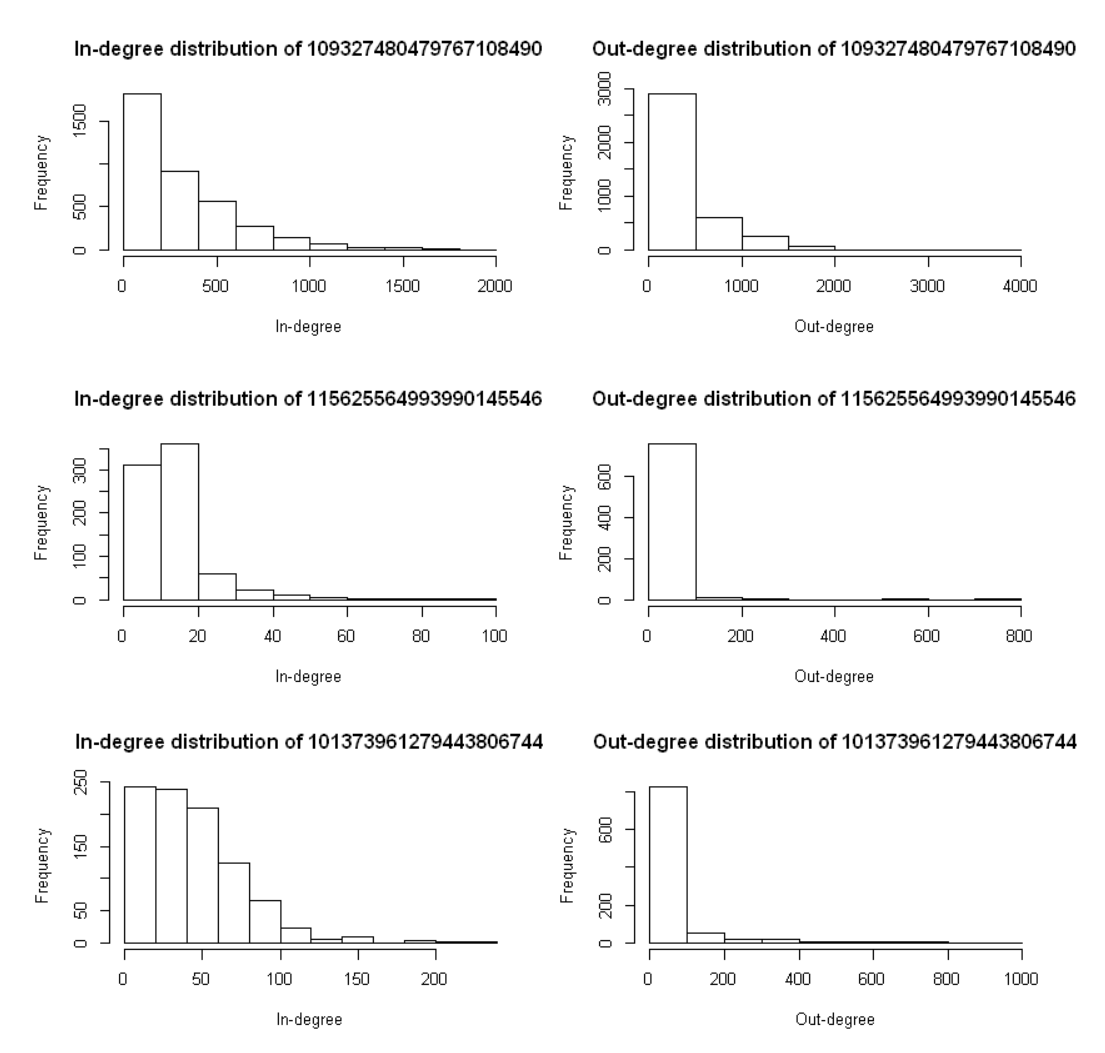 In-degree distribution of 109327480479767108490
Frequency
0 500 1500
0 500 1000 1500 2000
In-degree
Out-degree distribution of 109327480479767108490
Frequency
0 1000 2000 3000
0 1000 2000 3000 4000
Out-degree
In-degree distribution of 115625564993990145546
Frequency
0 100 200 300
0 20 40 60 80 100
In-degree
Out-degree distribution of 115625564993990145546
Frequency
0 200 400 600
0 200 400 600 800
Out-degree
In-degree distribution of 101373961279443806744
Frequency
0 50 150 250
0 50 100 150 200
In-degree
Out-degree distribution of 101373961279443806744
Frequency
0 200 600
0 200 400 600 800 1000
Out-degree